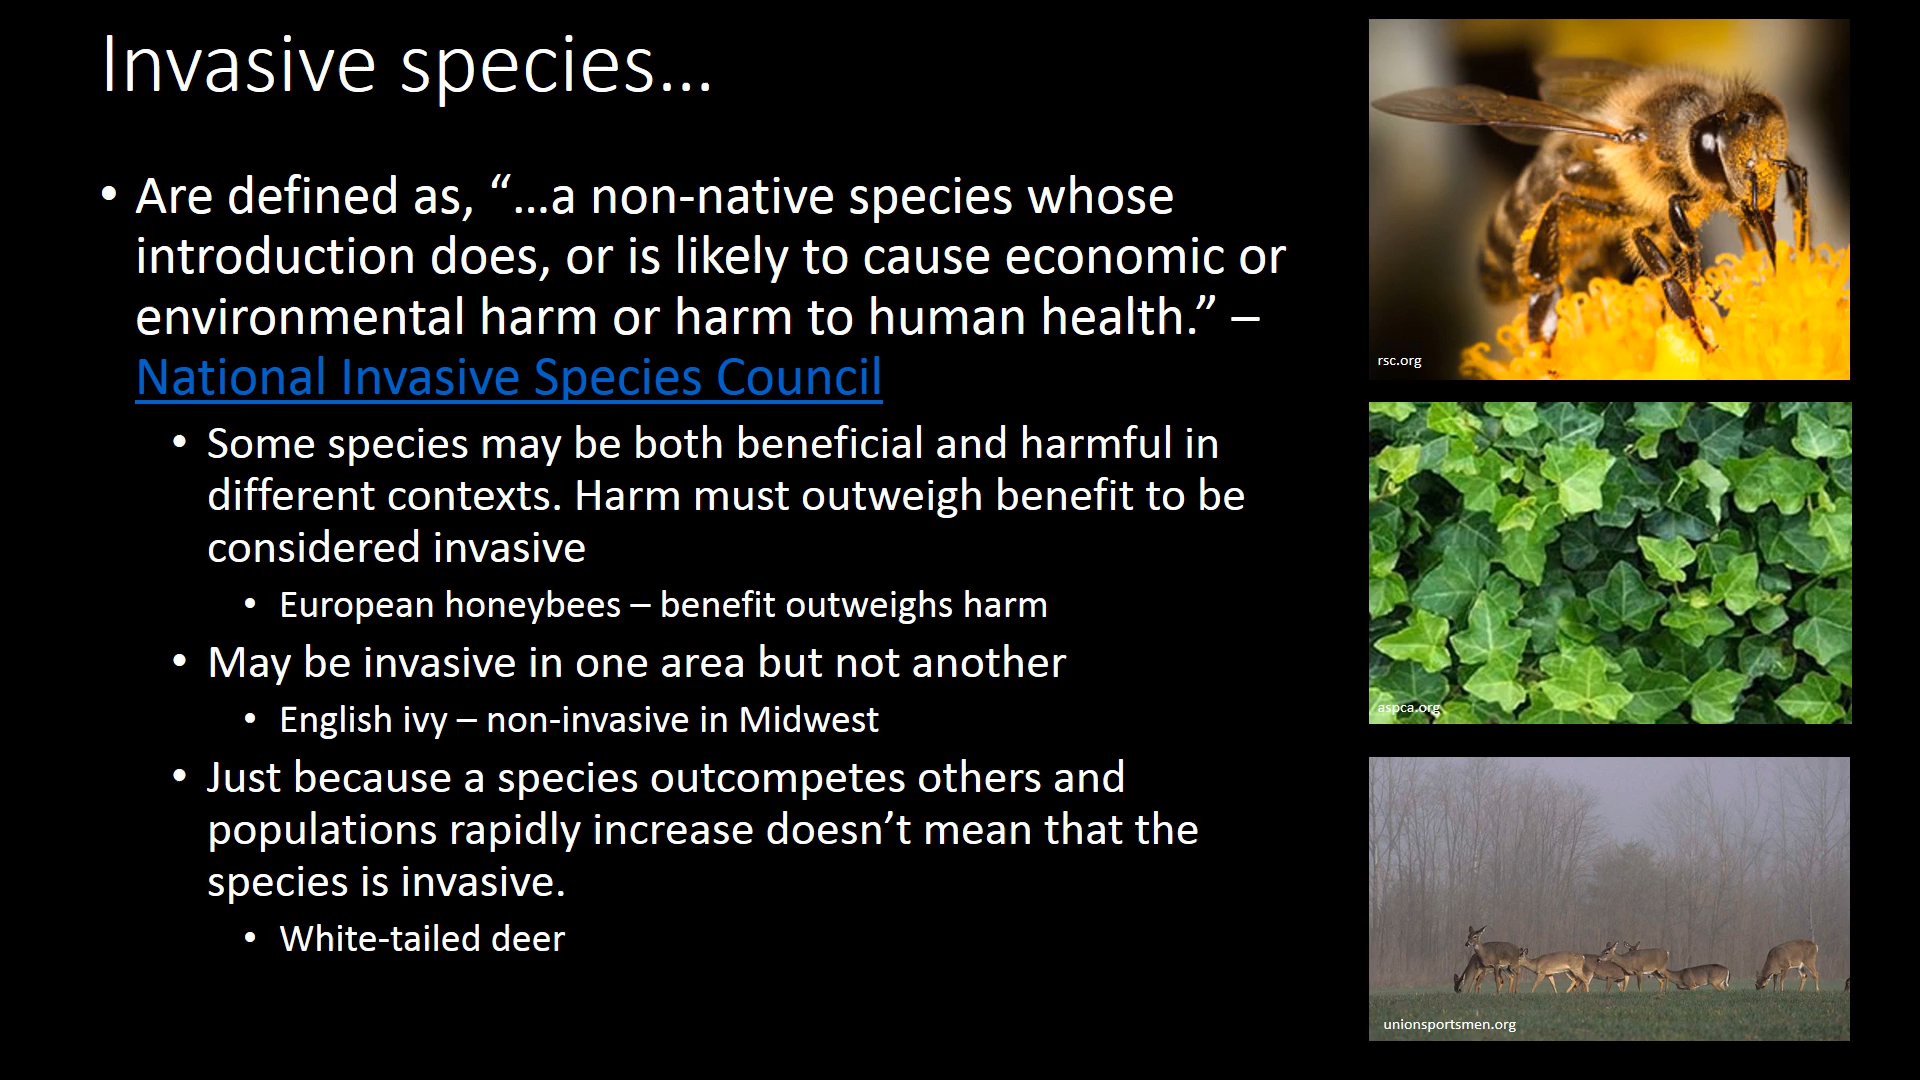 Invasive species...
• Are defined as, “...a non-native species whose
introduction does, or is likely to cause economic or
environmental harm or harm to human health.” –
National Invasive Species Council
• Some species may be both beneficial and harmful in
different contexts. Harm must outweigh benefit to be
considered invasive
• European honeybees – benefit outweighs harm
• May be invasive in one area but not another
• English ivy – non-invasive in Midwest
• Just because a species outcompetes others and
populations rapidly increase doesn’t mean that the
species is invasive.
• White-tailed deer
rsc.org
aspca.org
unionsportsmen.org